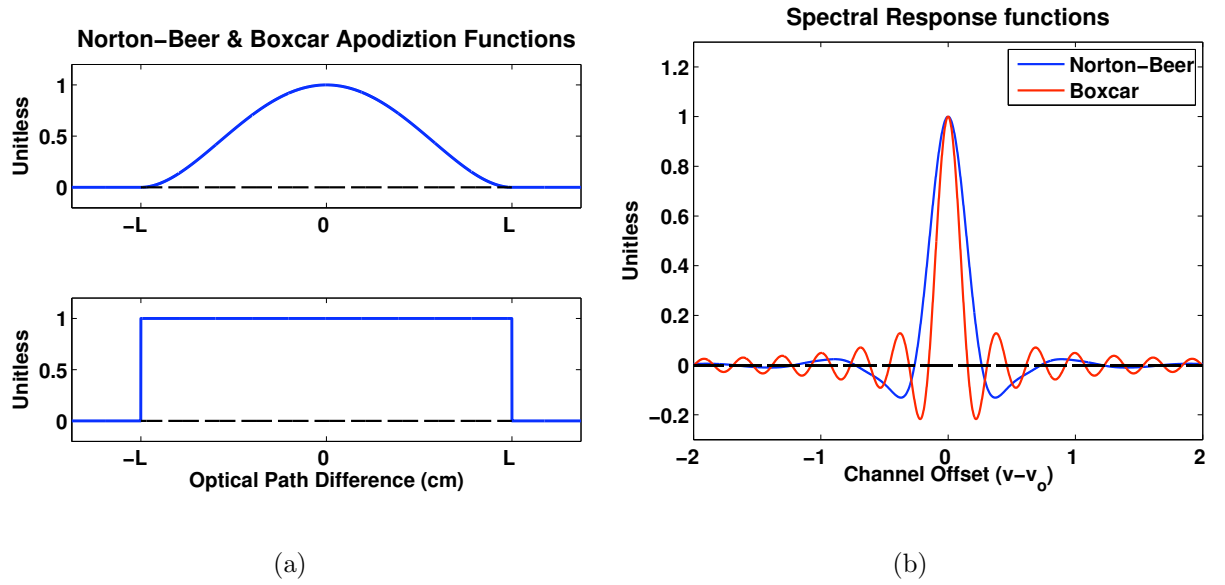 Norton−Beer & Boxcar Apodiztion Functions
Unitless
1
0.5
0
−L
0
L
Unitless
1
0.5
0
−L
0
L
Optical Path Difference (cm)
(a)
Spectral Response functions
Norton−Beer
Boxcar
Unitless
1.2
1
0.8
0.6
0.4
0.2
0
−0.2
−2
−1
0
1
2
Channel Offset (v−vo)
(b)